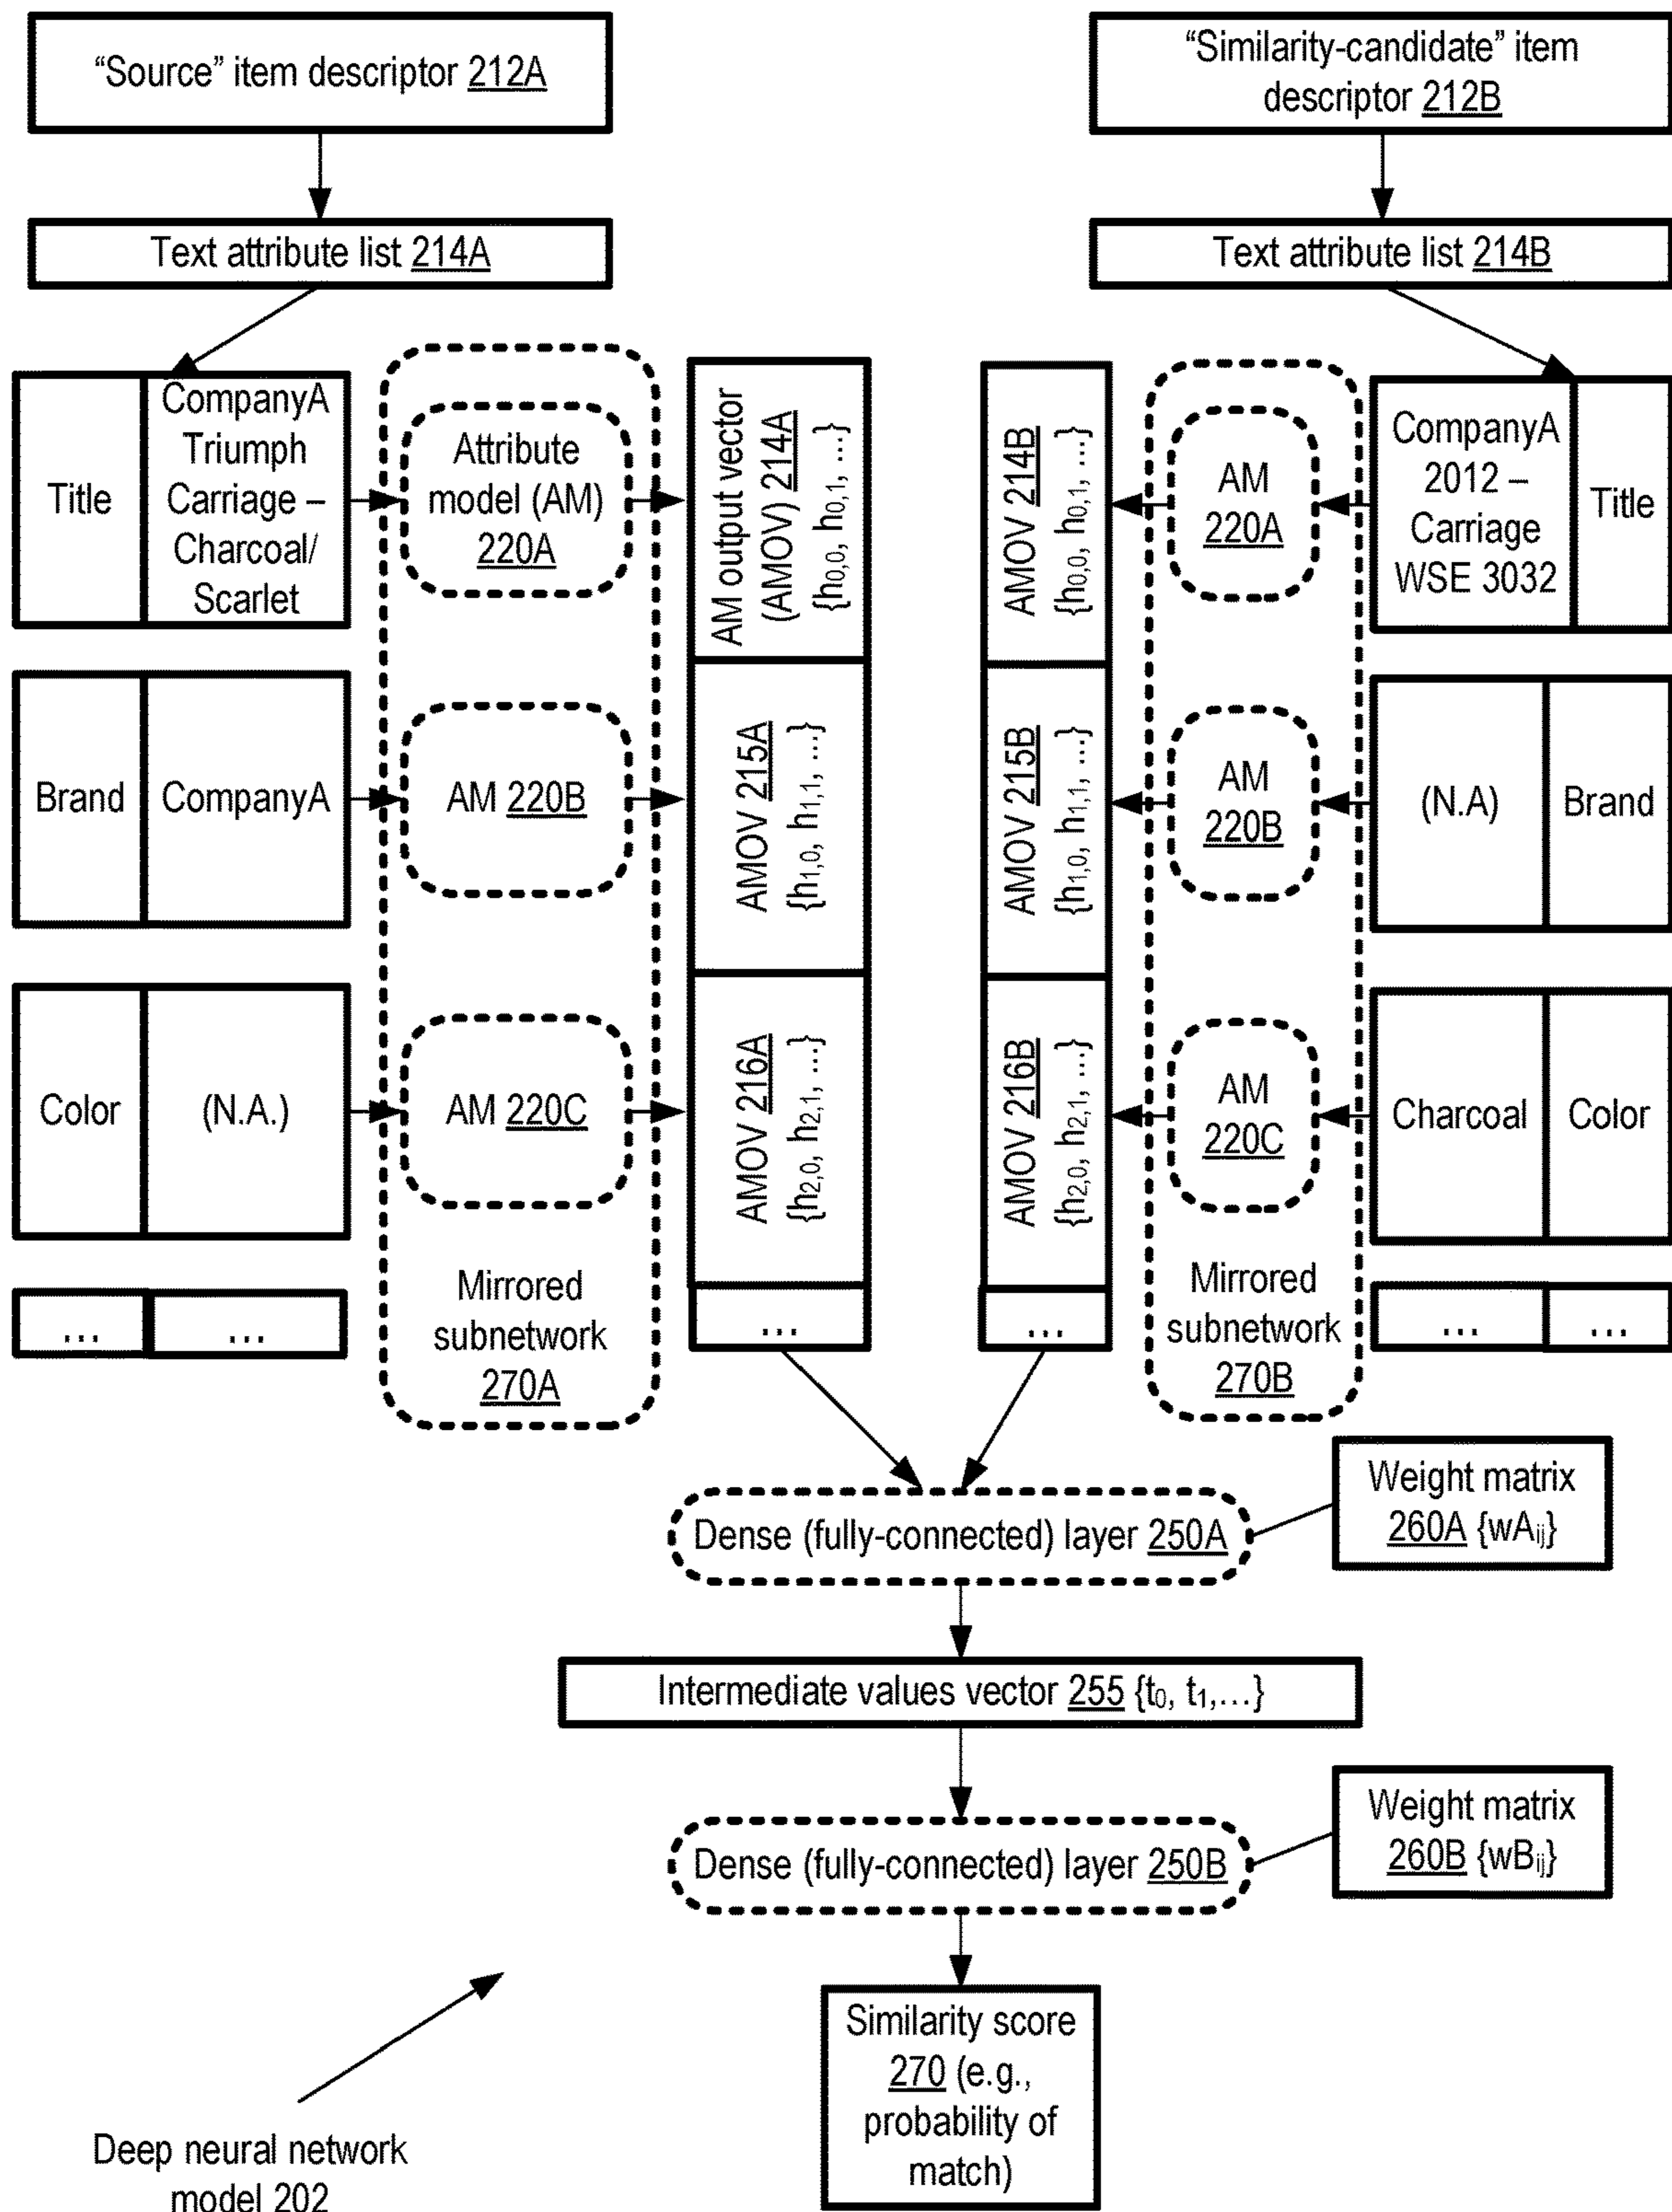 “Source” item descriptor 212A
“Similarity-candidate” item
descriptor 212B
Text attribute list 214A
Text attribute list 214B
Title
CompanyA
Triumph
Carriage –
Charcoal/
Scarlet
Attribute
model (AM)
220A
AM output vector
(AMOV) 214A
{h0,0, h0,1, ...}
AMOV 214B
{h0,0, h0,1, ...}
AM
220A
CompanyA
2012 –
Carriage
WSE 3032
Title
Brand
CompanyA
AM 220B
AMOV 215A
{h1,0, h1,1, ...}
AMOV 215B
{h1,0, h1,1, ...}
AM
220B
(N.A)
Brand
Color
(N.A.)
AM 220C
AMOV 216A
{h2,0, h2,1, ...}
AMOV 216B
{h2,0, h2,1, ...}
AM
220C
Charcoal
Color
...
...
Mirrored
subnetwork
270A
...
...
Mirrored
subnetwork
270B
...
...
Dense (fully-connected) layer 250A
Weight matrix
260A {wAij}
Intermediate values vector 255 {t0, t1,...}
Dense (fully-connected) layer 250B
Weight matrix
260B {wBij}
Similarity score
270 (e.g.,
probability of
match)
Deep neural network
model 202